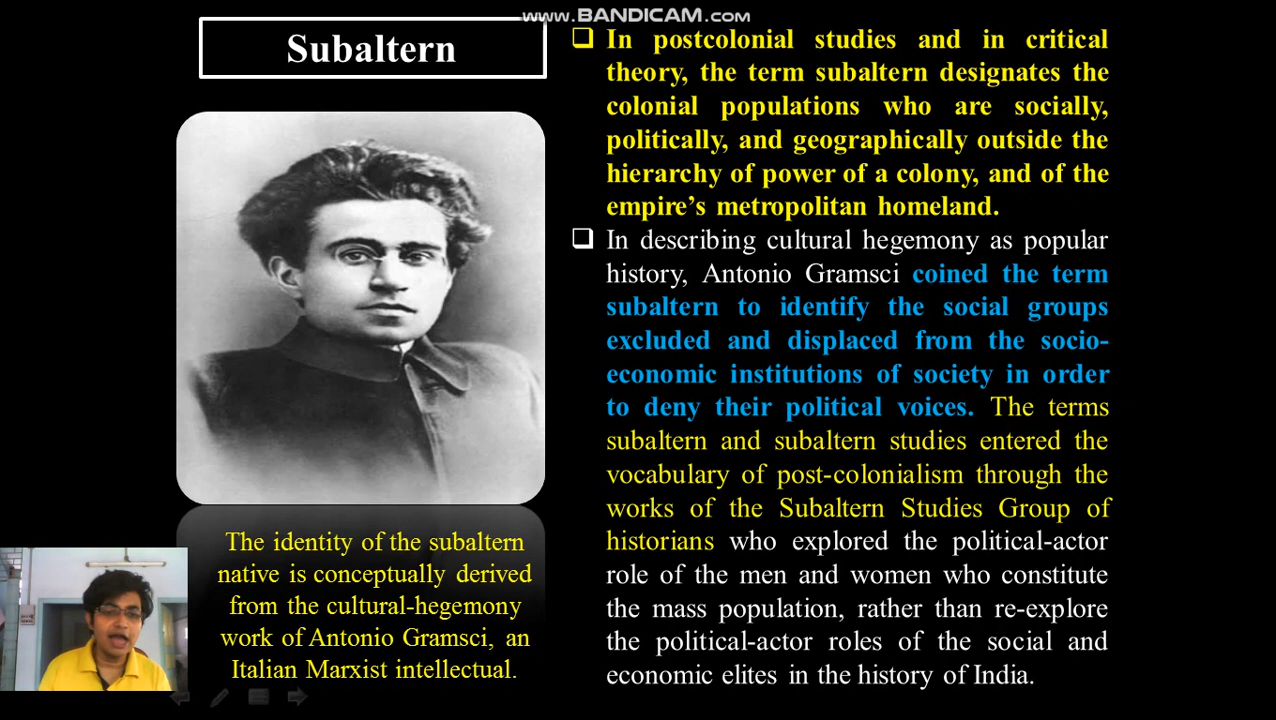 www.BANDICAM.com
Subaltern
In postcolonial studies and in critical
theory, the term subaltern designates the
colonial populations who are socially,
politically, and geographically outside the
hierarchy of power of a colony, and of the
empire’s metropolitan homeland.
In describing cultural hegemony as popular
history, Antonio Gramsci coined the term
subaltern to identify the social groups
excluded and displaced from the socio-
economic institutions of society in order
to deny their political voices. The terms
subaltern and subaltern studies entered the
vocabulary of post-colonialism through the
works of the Subaltern Studies Group of
historians who explored the political-actor
role of the men and women who constitute
the mass population, rather than re-explore
the political-actor roles of the social and
economic elites in the history of India.
The identity of the subaltern
native is conceptually derived
from the cultural-hegemony
work of Antonio Gramsci, an
Italian Marxist intellectual.